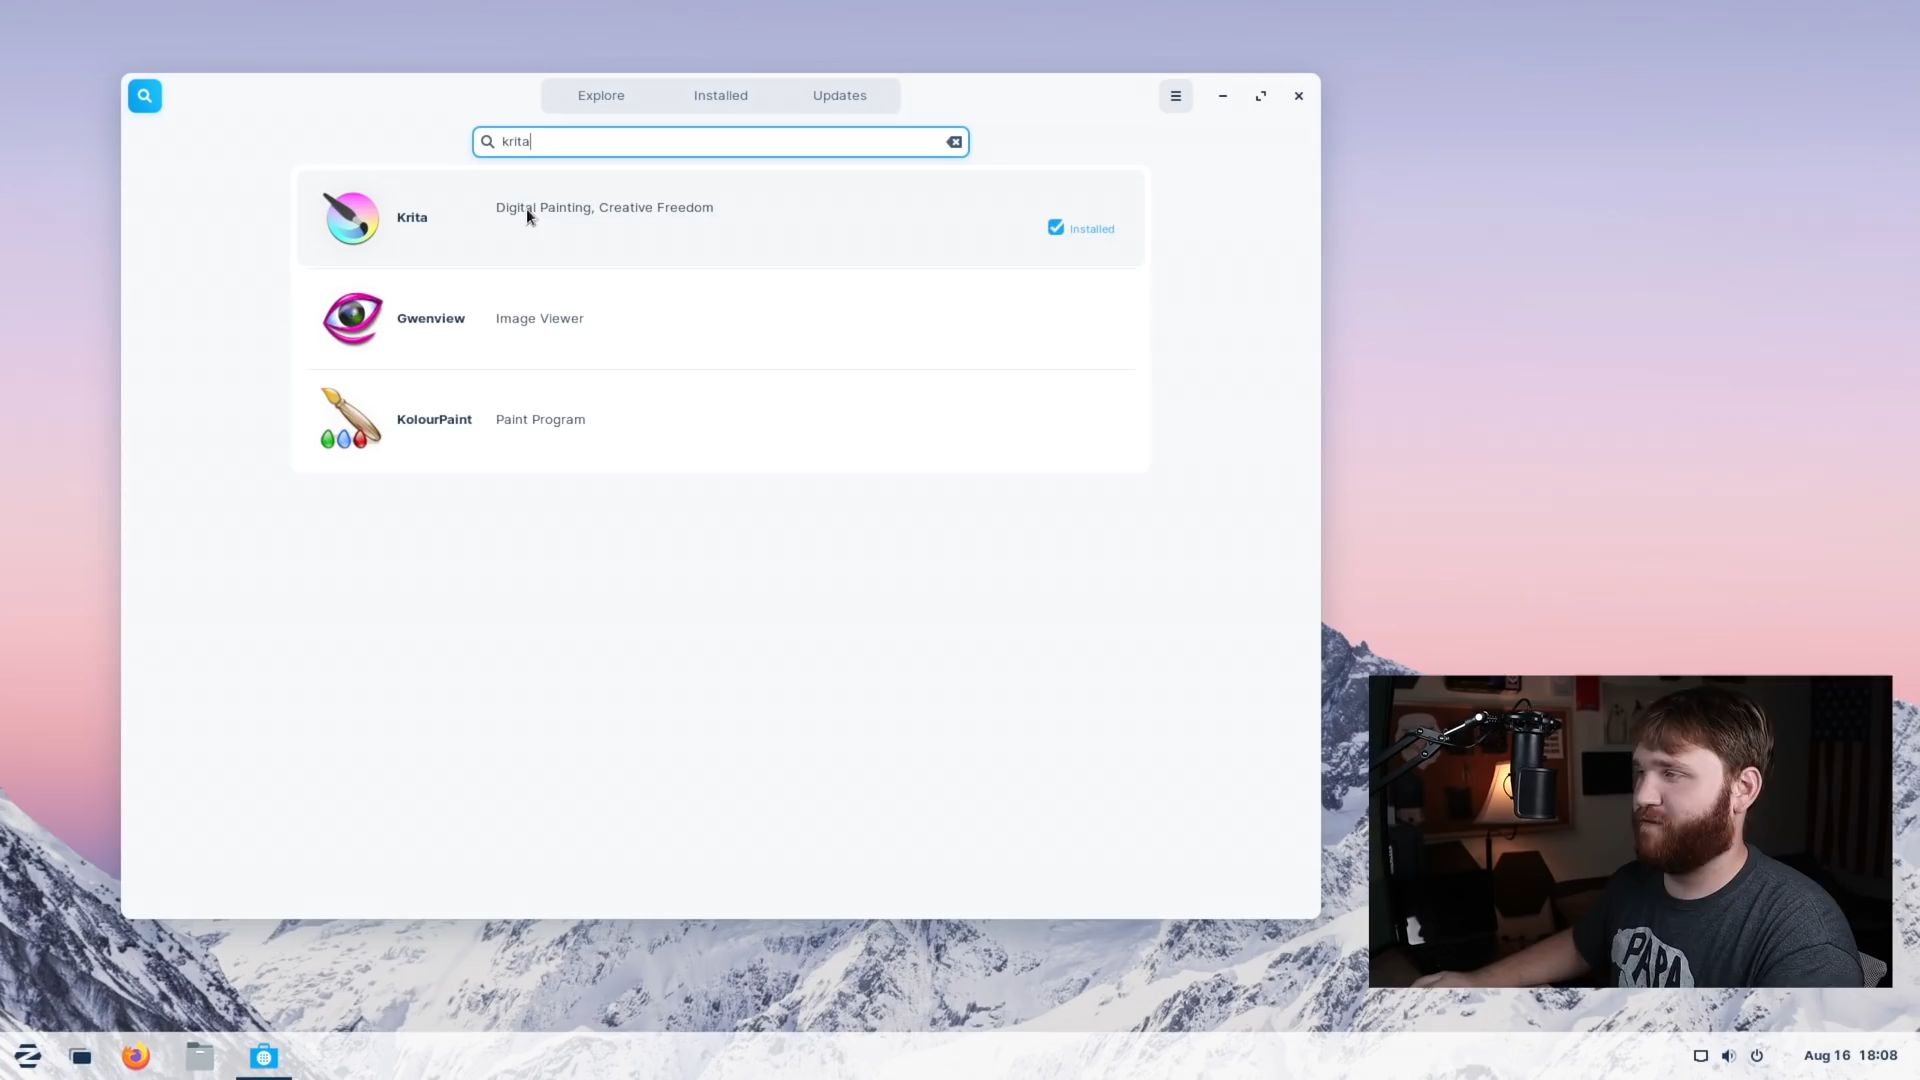 Explore Installed Updates
krita
Krita
Digital Painting, Creative Freedom
Installed
Gwenview
Image Viewer
KolourPaint
Paint Program
PAPA
Aug 16 18:08